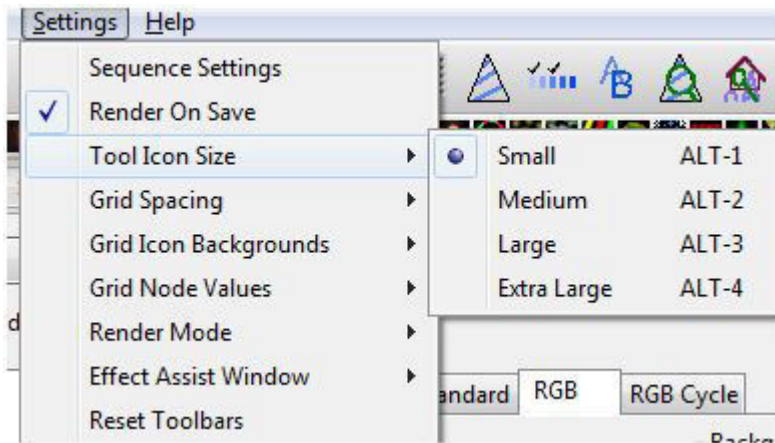 Settings Help
Sequence Settings
Render On Save
Tool Icon Size
Grid Spacing
Grid Icon Backgrounds
Grid Node Values
Render Mode
Effect Assist Window
Reset Toolbars
Small ALT-1
Medium ALT-2
Large ALT-3
Extra Large ALT-4
andard RGB RGB Cycle